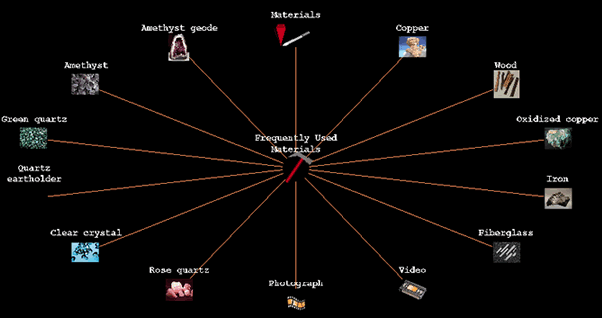 Materials
Amethyst geode
Copper
Amethyst
Wood
Green quartz
Oxidized copper
Frequently Used
Materials
Quartz
eartholder
Iron
Clear crystal
Fiberglass
Rose quartz
Video
Photograph